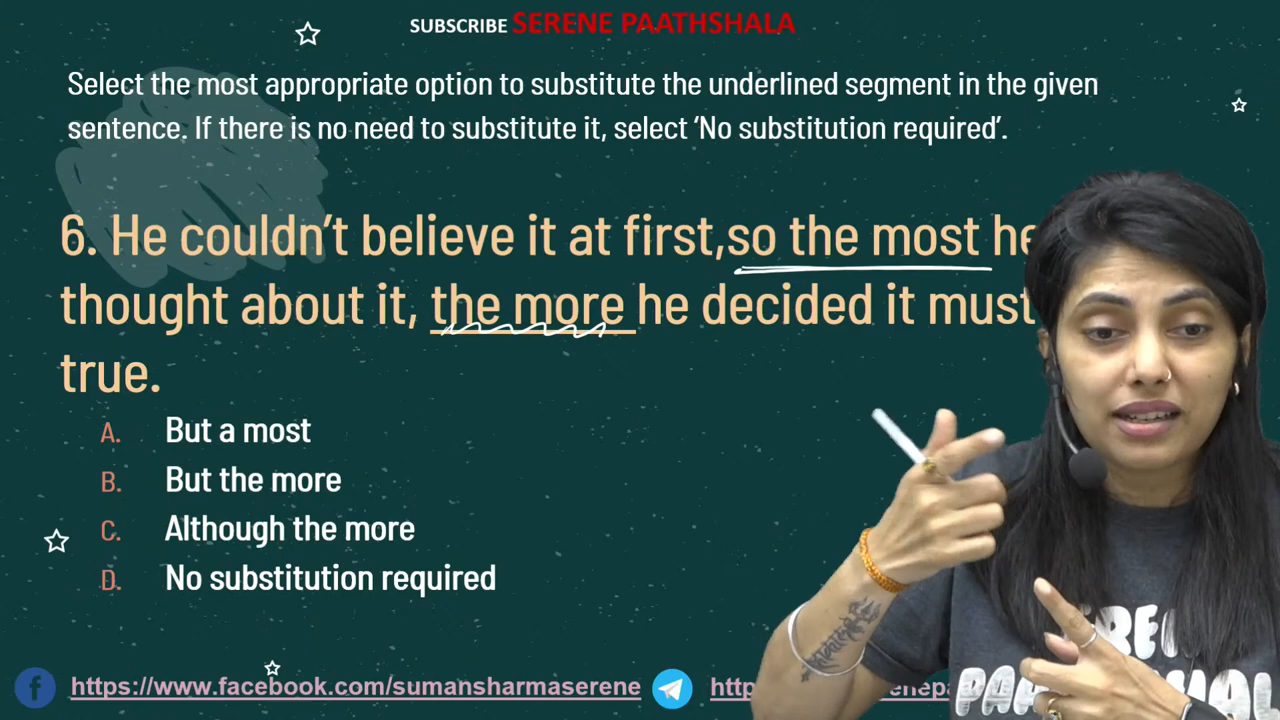 SUBSCRIBE SERENE PAATHSHALA
Select the most appropriate option to substitute the underlined segment in the given
sentence. If there is no need to substitute it, select ‘No substitution required’.
6. He couldn’t believe it at first,so the most he
thought about it, the more he decided it must
true.
A. But a most
B. But the more
C. Although the more
D. No substitution required
https://www.facebook.com/sumansharmaserene